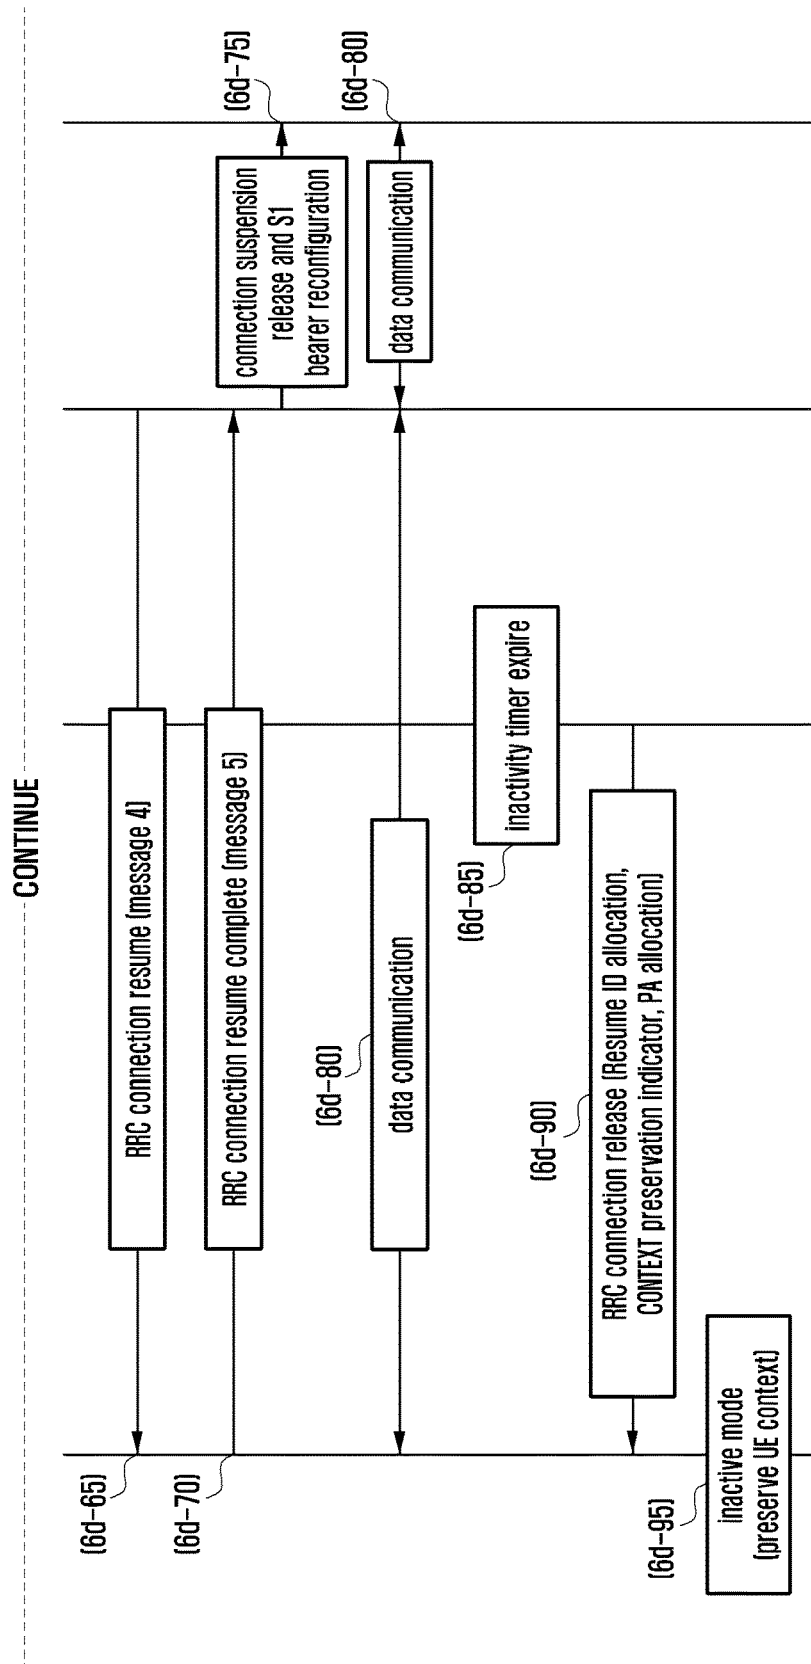 CONTINUE
(6d-65)
RRC connection resume (message 4)
(6d-70)
RRC connection resume complete (message 5)
connection suspension
release and S1
bearer reconfiguration
(6d-75)
(6d-80)
data communication
data communication
(6d-80)
(6d-85)
inactivity timer expire
(6d-90)
RRC connection release (Resume ID allocation,
CONTEXT preservation indicator, PA allocation)
(6d-95)
inactive mode
(preserve UE context)